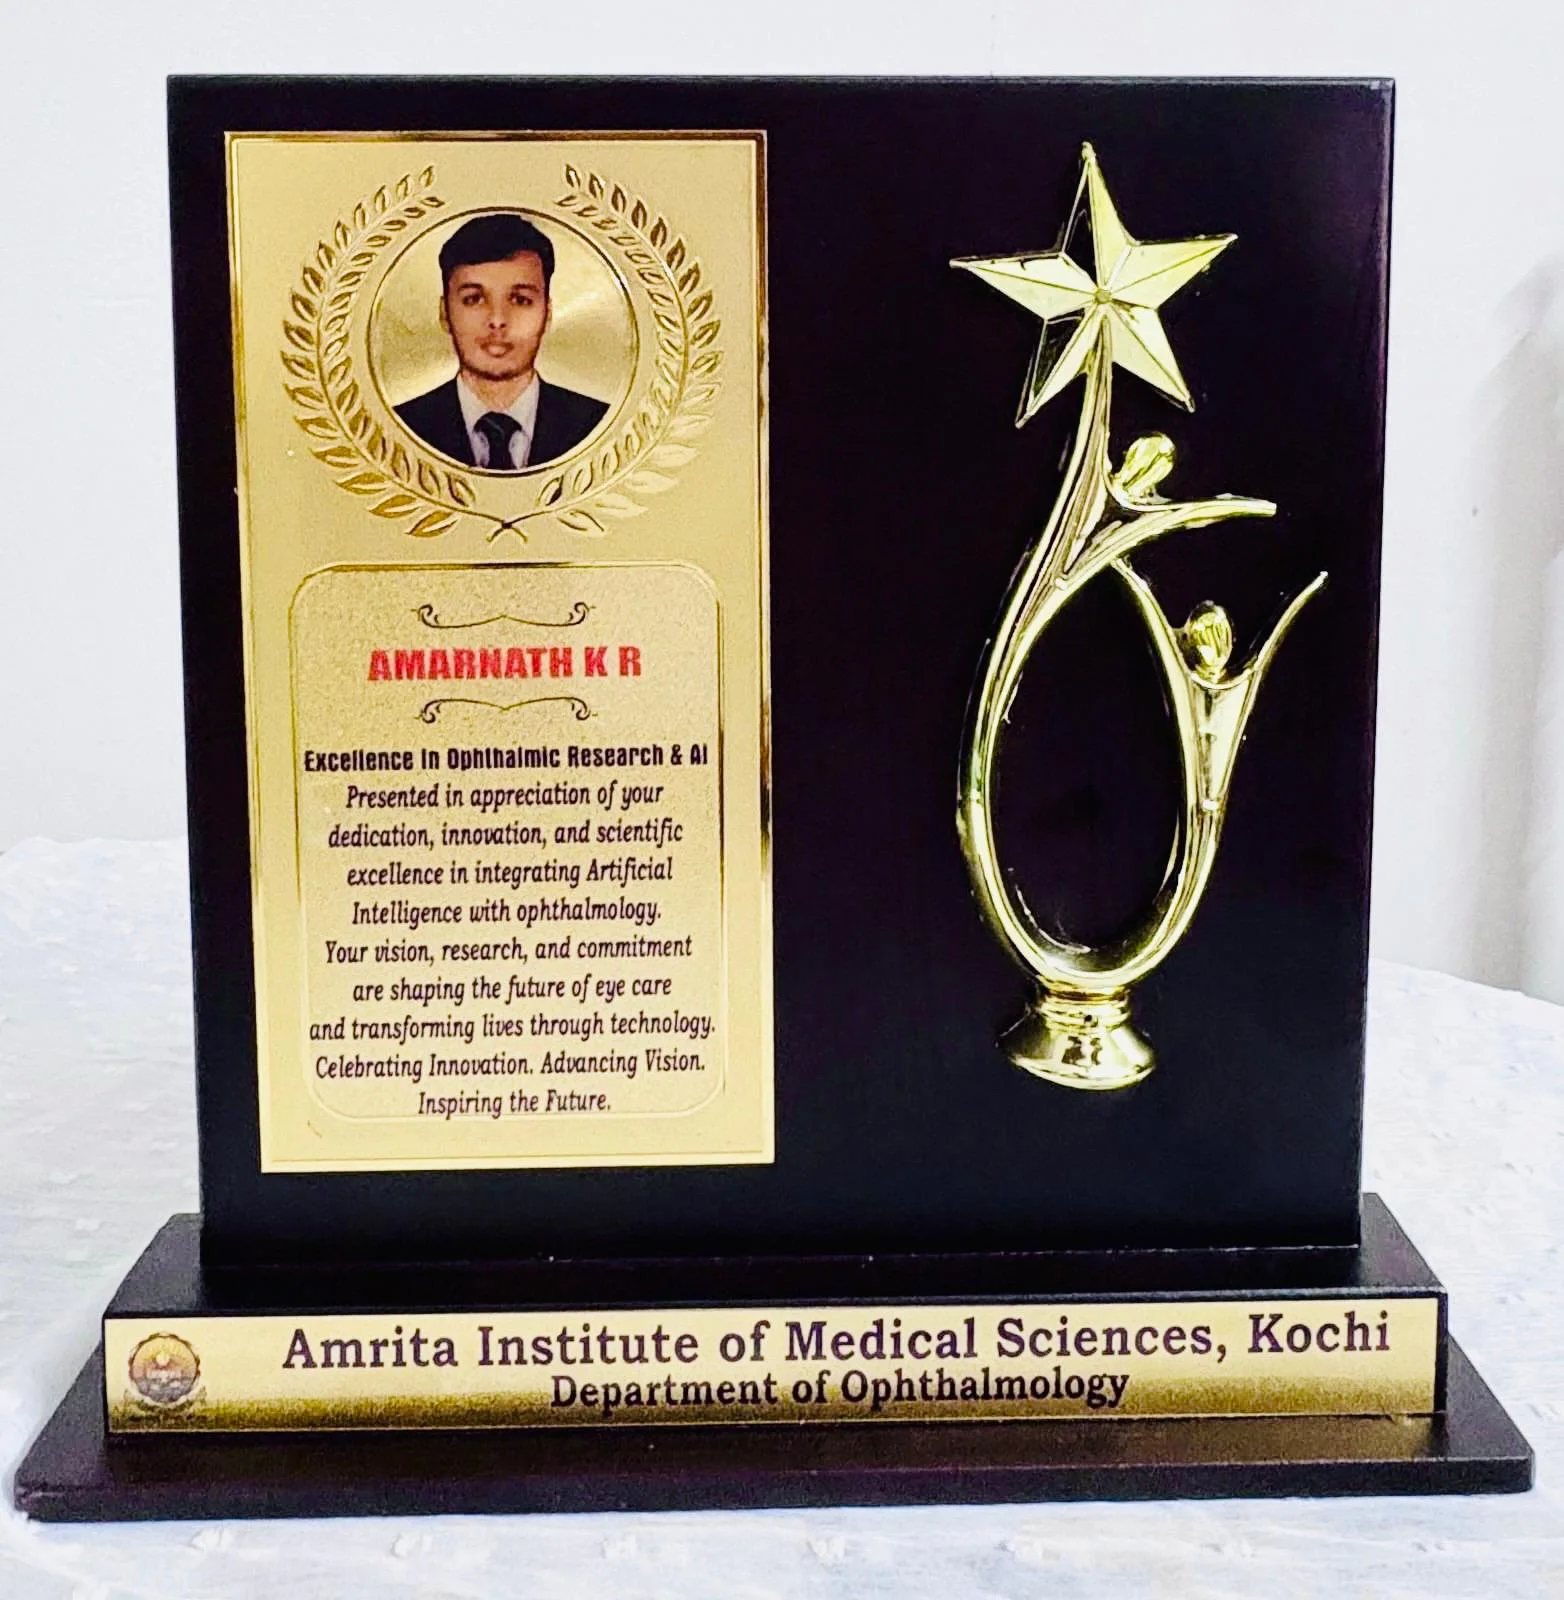 AMARNATH K R
Excellence In Ophthalmic Research & AI
Presented in appreciation of your
dedication, innovation, and scientific
excellence in integrating Artificial
Intelligence with ophthalmology.
Your vision, research, and commitment
are shaping the future of eye care
and transforming lives through technology.
Celebrating Innovation. Advancing Vision.
Inspiring the Future.
Amrita Institute of Medical Sciences, Kochi
Department of Ophthalmology